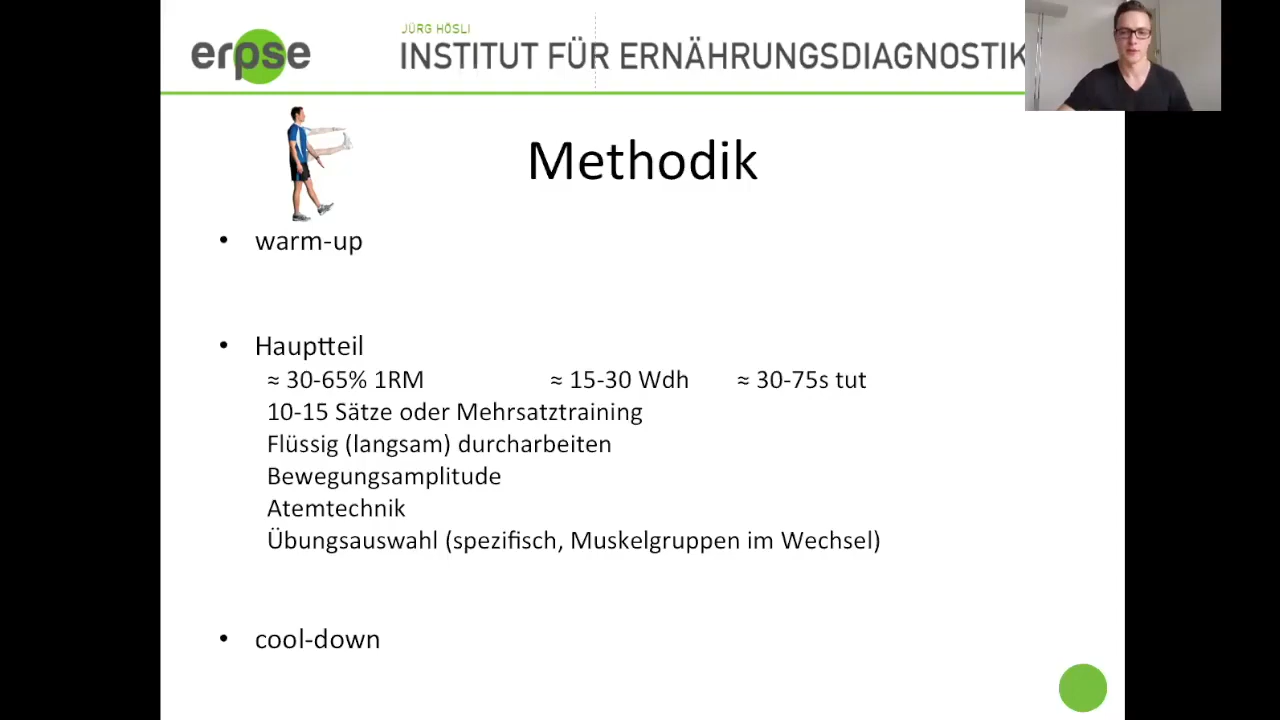 erpse
JÜRG HÖSLI
INSTITUT FÜR ERNÄHRUNGSDIAGNOSTIK
Methodik
• warm-up
• Hauptteil
≈ 30-65% 1RM ≈ 15-30 Wdh ≈ 30-75s tut
10-15 Sätze oder Mehrsatztraining
Flüssig (langsam) durcharbeiten
Bewegungsamplitude
Atemtechnik
Übungsauswahl (spezifisch, Muskelgruppen im Wechsel)
• cool-down